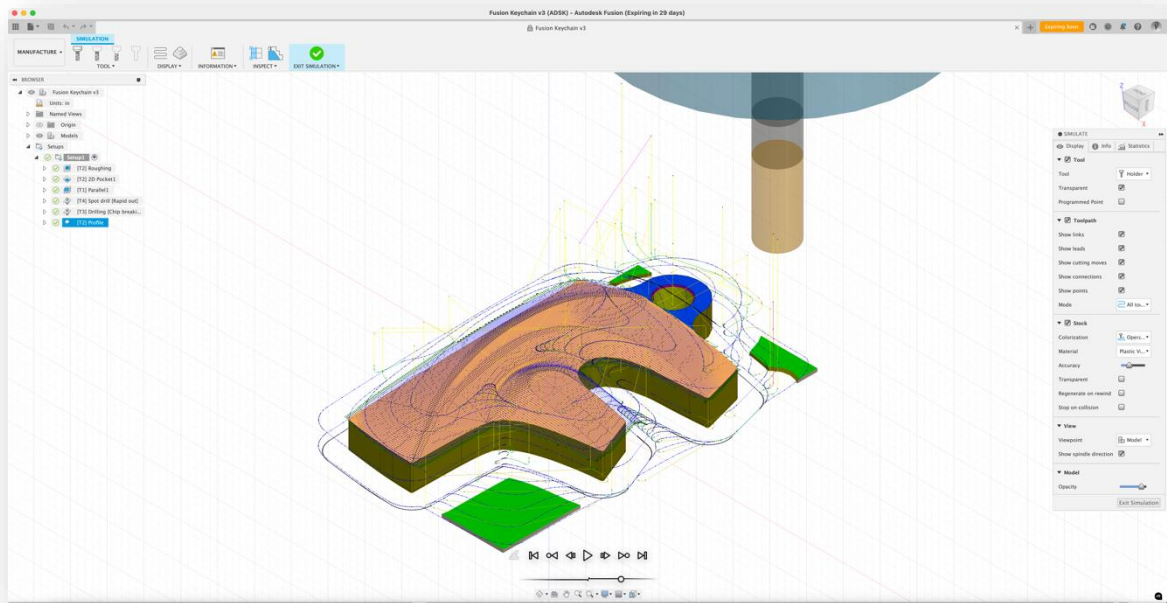 Fusion Keychain v3 (ADSK) – Autodesk Fusion (Expiring in 29 days)
Fusion Keychain v3
Expiring Soon
SIMULATION
MANUFACTURE
TOOL
DISPLAY
INFORMATION
INSPECT
EXIT SIMULATION
BROWSER
Fusion Keychain v3
Units: in
Named Views
Origin
Models
Setups
Setup1
[T2] Roughing
[T2] 2D Pocket1
[T1] Parallel1
[T4] Spot drill (Rapid out)
[T3] Drilling (Chip breaki...
[T2] Profile
Z
X
SIMULATE
Display
Info
Statistics
Tool
Tool Holder
Transparent
Programmed Point
Toolpath
Show links
Show leads
Show cutting moves
Show connections
Show points
Mode All to...
Stock
Colorization Oper...
Material Plastic Vi...
Accuracy
Transparent
Regenerate on rewind
Stop on collision
View
Viewpoint Model
Show spindle direction
Model
Opacity
Exit Simulation